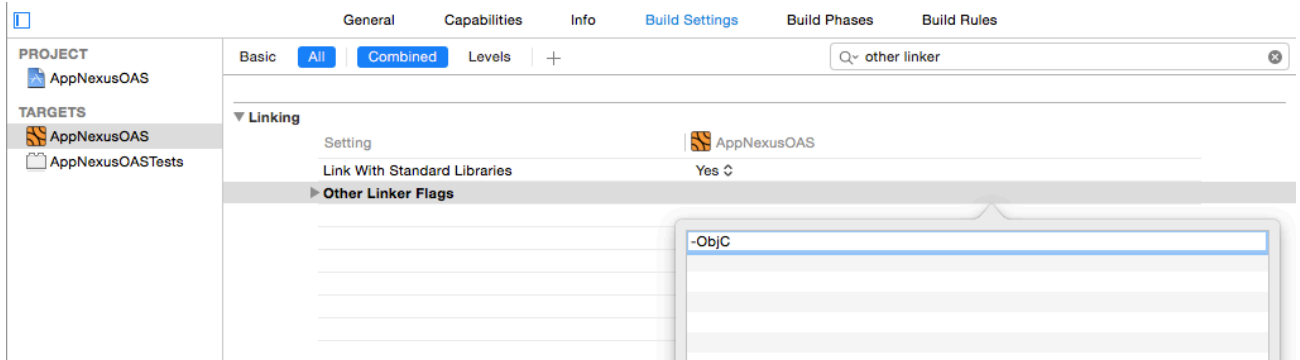 General Capabilities Info Build Settings Build Phases Build Rules
PROJECT
AppNexusOAS
TARGETS
AppNexusOAS
AppNexusOASTests
Basic All Combined Levels + other linker
Linking
Setting AppNexusOAS
Link With Standard Libraries Yes
Other Linker Flags
-ObjC